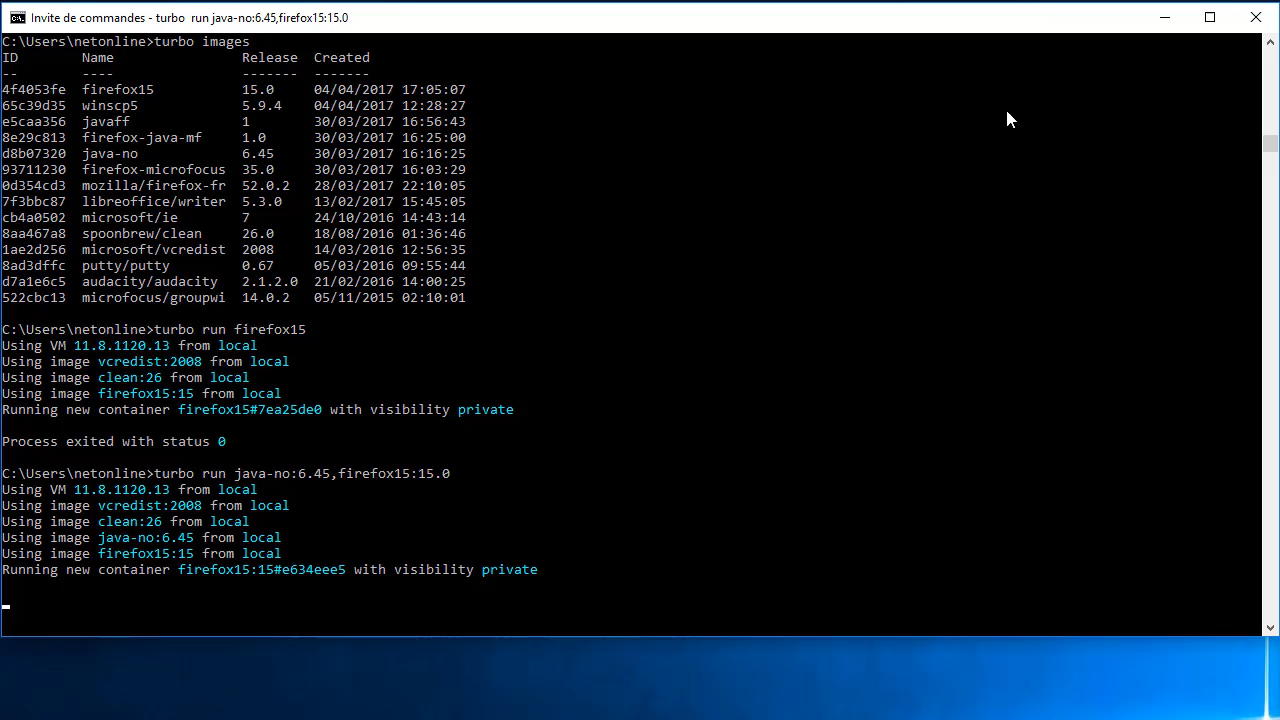 Invite de commandes - turbo  run java-no:6.45,firefox15:15.0
C:\Users\netonline>turbo images
ID         Name                Release  Created
--         ----                -------  -------
4f4053fe  firefox15           15.0     04/04/2017 17:05:07
65c39d35  winscp5             5.9.4    04/04/2017 12:28:27
e5caa356  javaff              1        30/03/2017 16:56:43
8e29c813  firefox-java-mf     1.0      30/03/2017 16:25:00
d8b07320  java-no             6.45     30/03/2017 16:16:25
93711230  firefox-microfocus  35.0     30/03/2017 16:03:29
0d354cd3  mozilla/firefox-fr  52.0.2   28/03/2017 22:10:05
7f3bbc87  libreoffice/writer  5.3.0    13/02/2017 15:45:05
cb4a0502  microsoft/ie        7        24/10/2016 14:43:14
8aa467a8  spoonbrew/clean     26.0     18/08/2016 01:36:46
1ae2d256  microsoft/vcredist  2008     14/03/2016 12:56:35
8ad3dffc  putty/putty         0.67     05/03/2016 09:55:44
d7a1e6c5  audacity/audacity   2.1.2.0  21/02/2016 14:00:25
522cbc13  microfocus/groupwi  14.0.2   05/11/2015 02:10:01
C:\Users\netonline>turbo run firefox15
Using VM 11.8.1120.13 from local
Using image vcredist:2008 from local
Using image clean:26 from local
Using image firefox15:15 from local
Running new container firefox15#7ea25de0 with visibility private
Process exited with status 0
C:\Users\netonline>turbo run java-no:6.45,firefox15:15.0
Using VM 11.8.1120.13 from local
Using image vcredist:2008 from local
Using image clean:26 from local
Using image java-no:6.45 from local
Using image firefox15:15 from local
Running new container firefox15:15#e634eee5 with visibility private